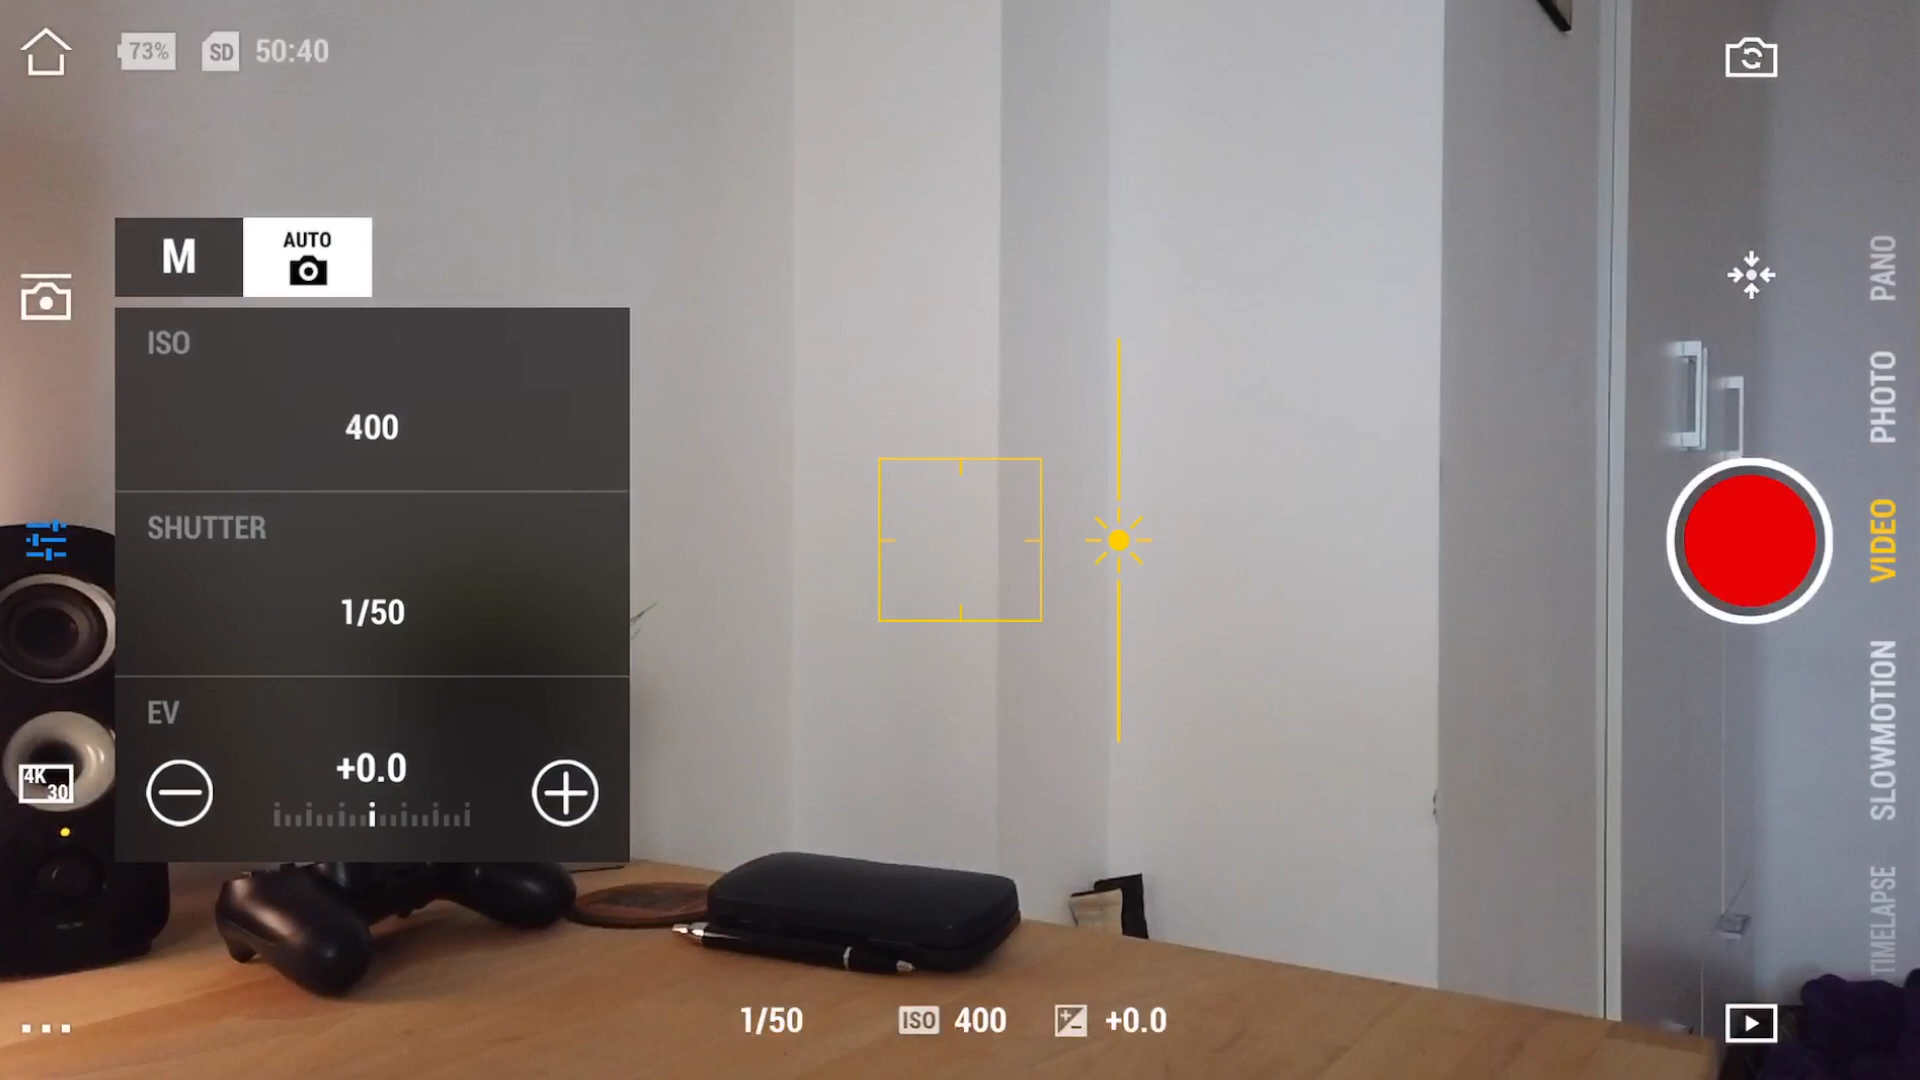 73% SD 50:40
M
AUTO
ISO
400
SHUTTER
1/50
EV
+0.0
4K
30
PANO
PHOTO
VIDEO
SLOWMOTION
TIMELAPSE
1/50 ISO 400 +0.0